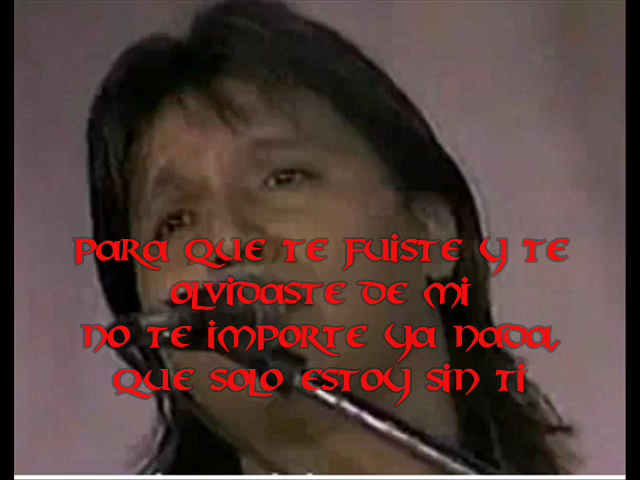 PARA QUE TE FUISTE Y TE
OLVIDASTE DE MI
NO TE IMPORTE YA NADA,
QUE SOLO ESTOY SIN TI